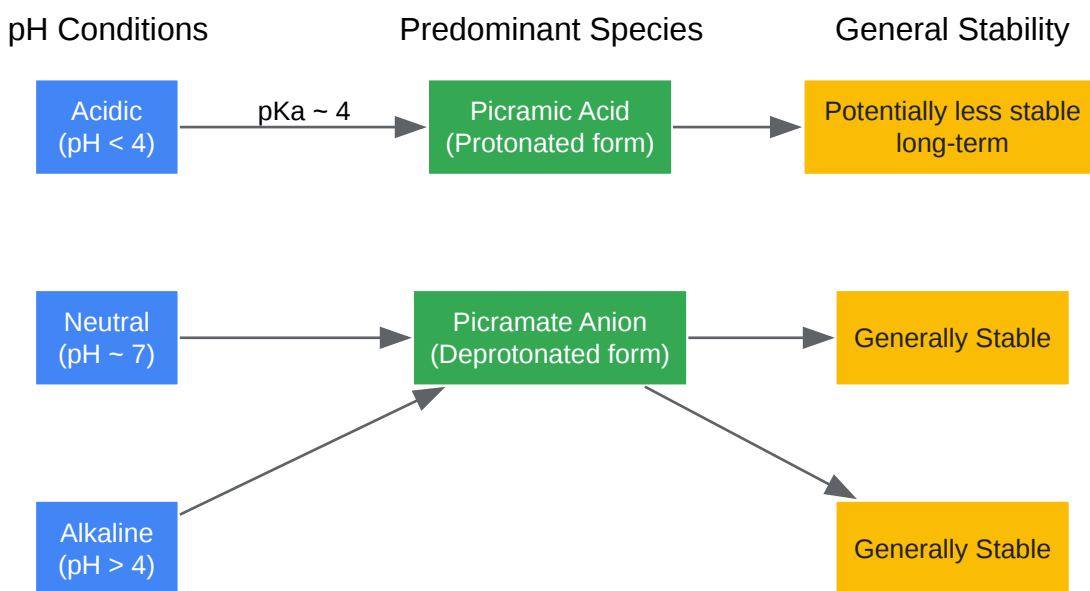 pH Conditions
Predominant Species
General Stability
Acidic
(pH < 4)
pKa ~ 4
Picramic Acid
(Protonated form)
Potentially less stable
long-term
Neutral
(pH ~ 7)
Picramate Anion
(Deprotonated form)
Generally Stable
Alkaline
(pH > 4)
Generally Stable